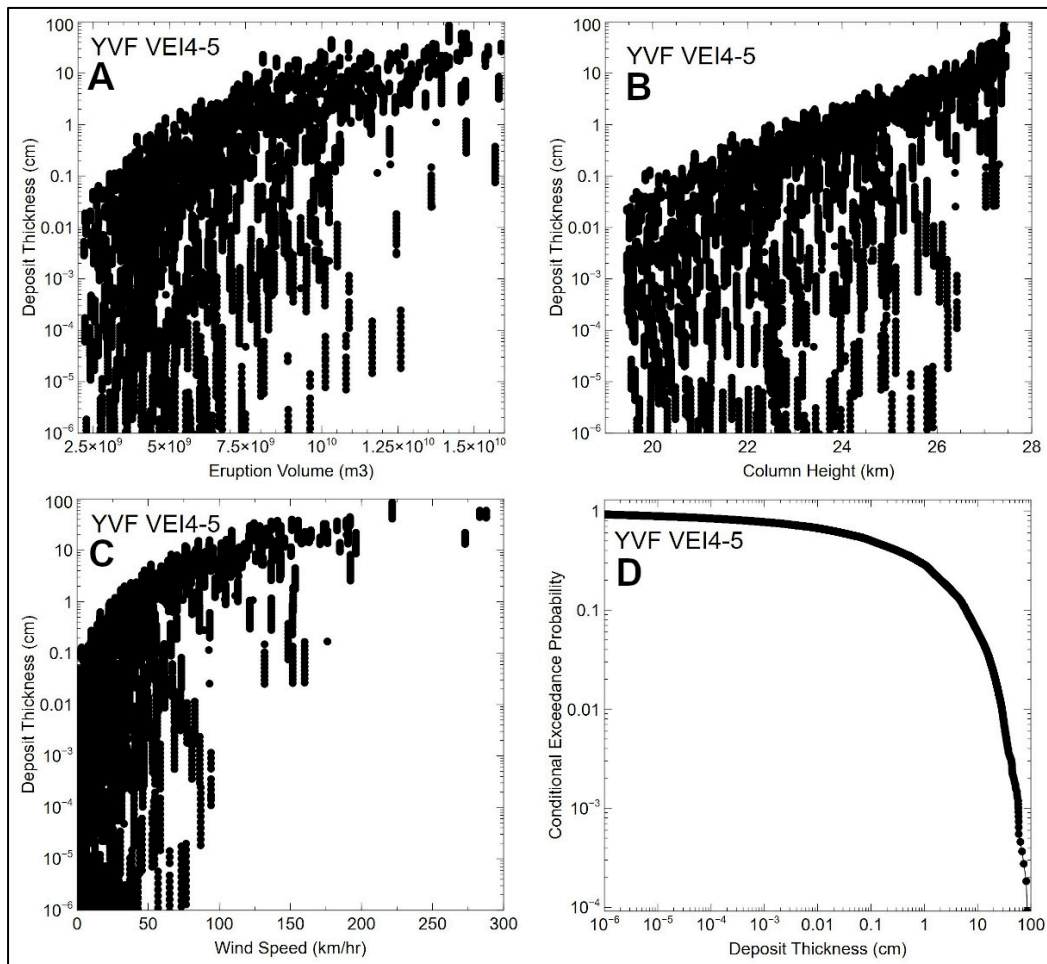 YVF VEI4-5
A
100
10
1
0.1
0.01
10⁻³
10⁻⁴
10⁻⁵
10⁻⁶
Deposit Thickness (cm)
2.5×10⁹ 5×10⁹ 7.5×10⁹ 10¹⁰ 1.25×10¹⁰ 1.5×10¹⁰
Eruption Volume (m3)
YVF VEI4-5
B
100
10
1
0.1
0.01
10⁻³
10⁻⁴
10⁻⁵
10⁻⁶
Deposit Thickness (cm)
20 22 24 26 28
Column Height (km)
YVF VEI4-5
C
100
10
1
0.1
0.01
10⁻³
10⁻⁴
10⁻⁵
10⁻⁶
Deposit Thickness (cm)
0 50 100 150 200 250 300
Wind Speed (km/hr)
YVF VEI4-5
D
1
0.1
0.01
10⁻³
10⁻⁴
Conditional Exceedance Probability
10⁻⁶ 10⁻⁵ 10⁻⁴ 10⁻³ 0.01 0.1 1 10 100
Deposit Thickness (cm)